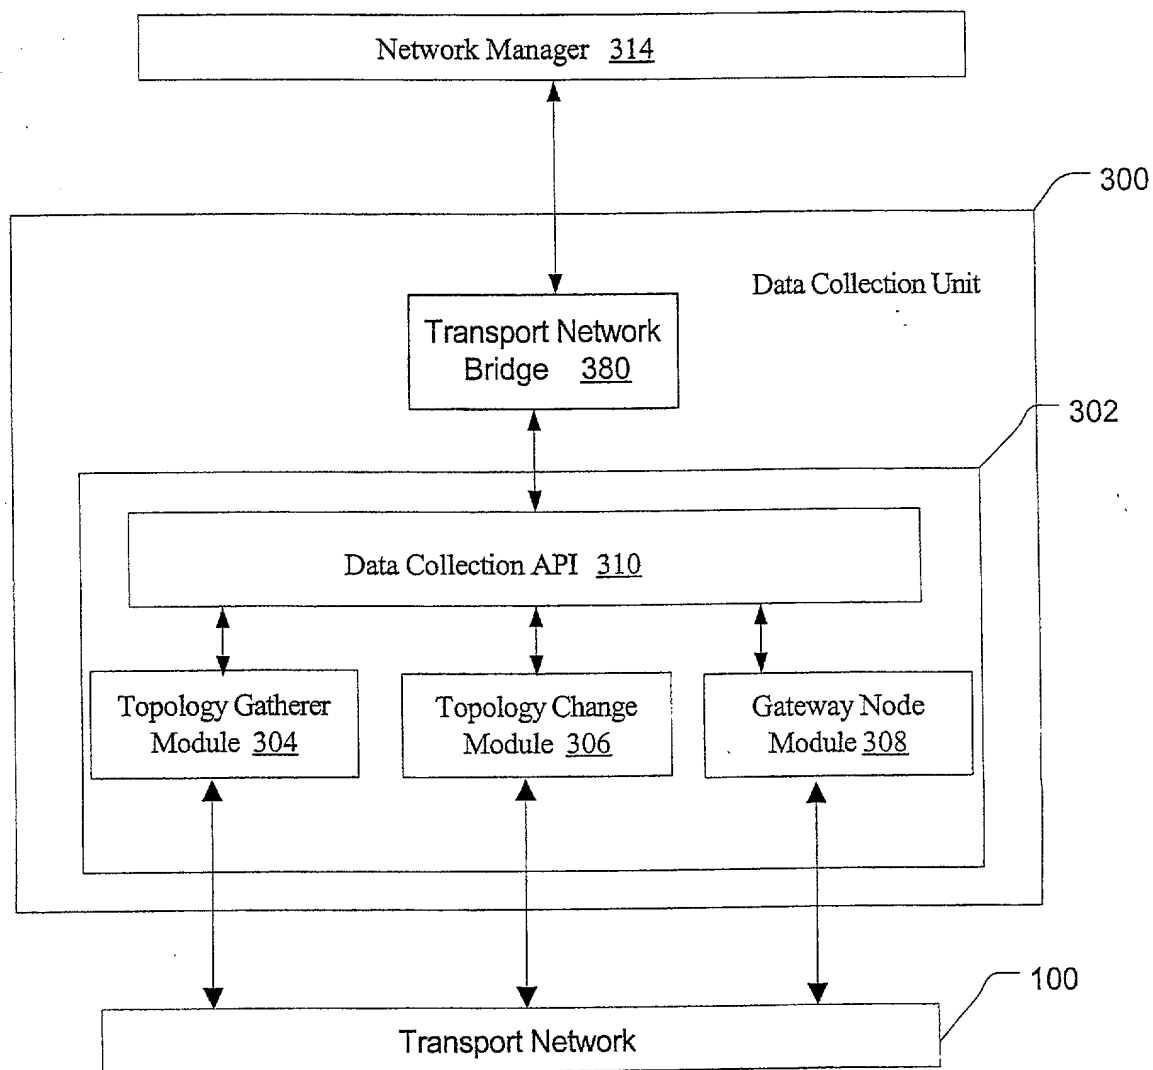 Network Manager 314
300
Data Collection Unit
Transport Network
Bridge 380
302
Data Collection API 310
Topology Gatherer
Module 304
Topology Change
Module 306
Gateway Node
Module 308
100
Transport Network